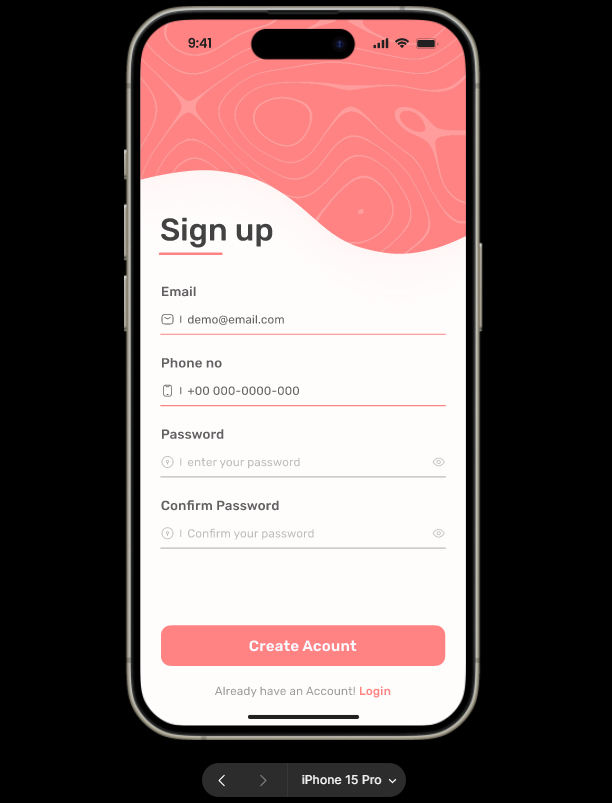 9:41
Sign up
Email
demo@email.com
Phone no
+00 000-0000-000
Password
enter your password
Confirm Password
Confirm your password
Create Acount
Already have an Account! Login
iPhone 15 Pro